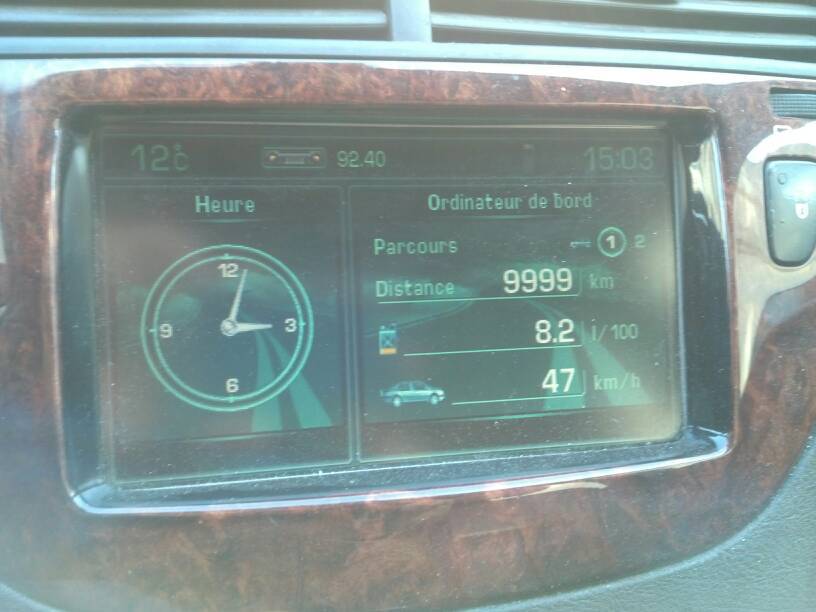 12°C 92.40 15:03
Heure
12
9 3
6
Ordinateur de bord
Parcours 1 2
Distance 9999 km
8.2 l/100
47 km/h